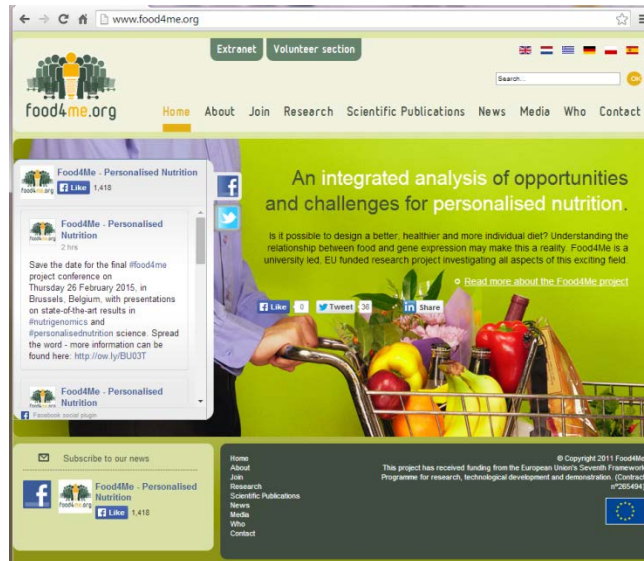 www.food4me.org
Extranet Volunteer section
Search... OK
food4me.org
Home About Join Research Scientific Publications News Media Who Contact
Food4Me - Personalised Nutrition
Like 1,418
Food4Me - Personalised
Nutrition
2 hrs
Save the date for the final #food4me
project conference on
Thursday 26 February 2015, in
Brussels, Belgium, with presentations
on state-of-the-art results in
#nutrigenomics and
#personalisednutrition science. Spread
the word - more information can be
found here: http://ow.ly/BU03T
Food4Me - Personalised
Nutrition
Facebook social plugin
An integrated analysis of opportunities
and challenges for personalised nutrition.
Is it possible to design a better, healthier and more individual diet? Understanding the
relationship between food and gene expression may make this a reality. Food4Me is a
university led, EU funded research project investigating all aspects of this exciting field.
Read more about the Food4Me project
Like 0 Tweet 36 in Share
Subscribe to our news
Food4Me - Personalised
Nutrition
Like 1,418
Home
About
Join
Research
Scientific Publications
News
Media
Who
Contact
© Copyright 2011 Food4Me
This project has received funding from the European Union's Seventh Framework
Programme for research, technological development and demonstration. (Contract
n°265494)